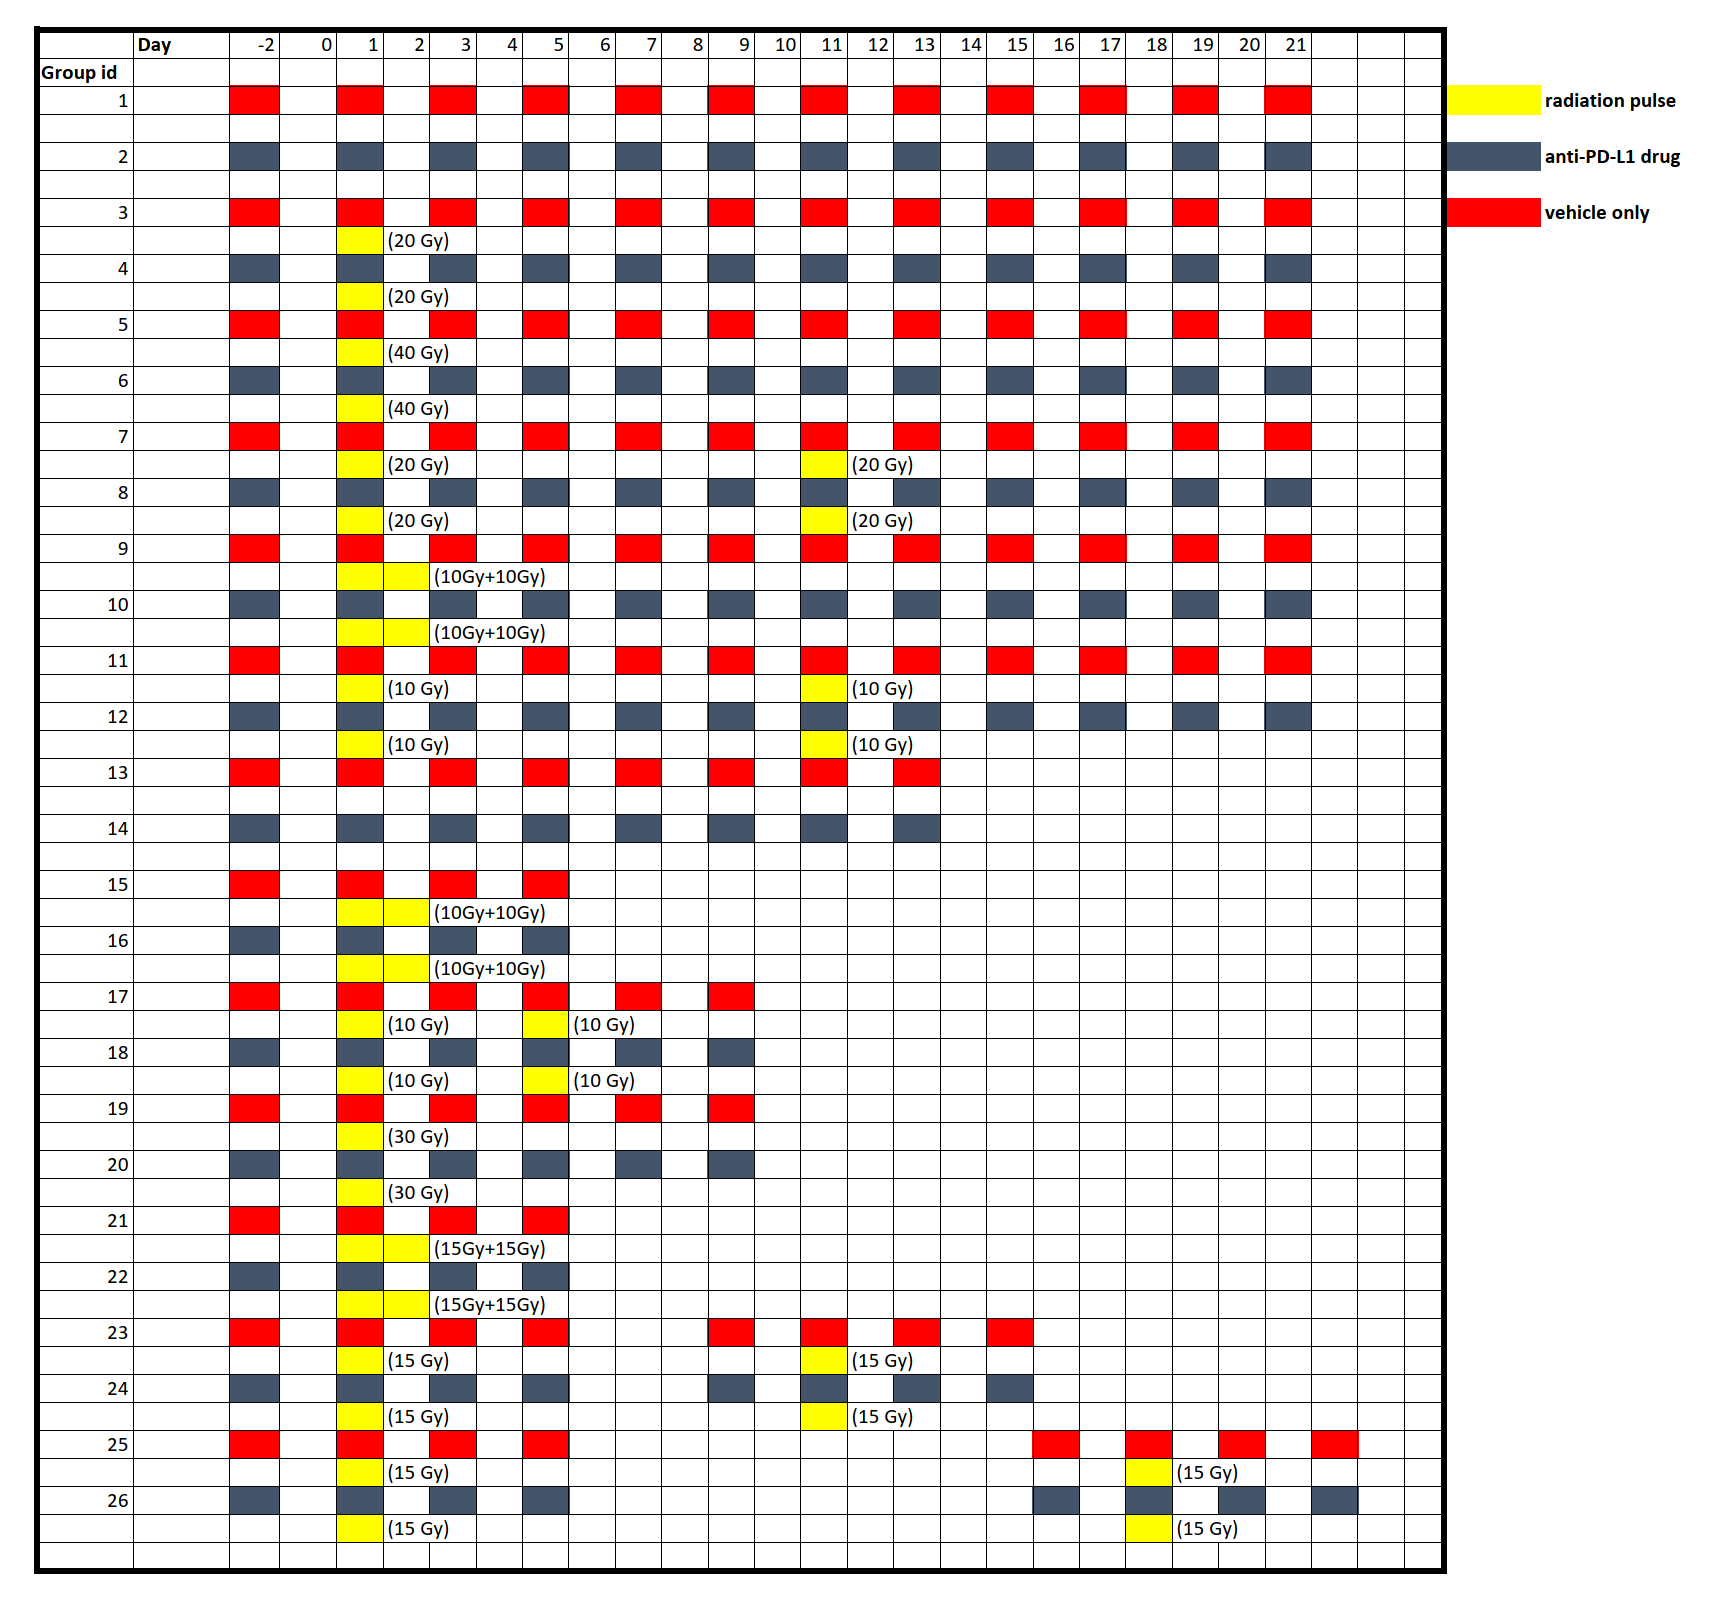 Day -2 0 1 2 3 4 5 6 7 8 9 10 11 12 13 14 15 16 17 18 19 20 21
Group id
1 radiation pulse
2 anti-PD-L1 drug
3 vehicle only
(20 Gy)
4
(20 Gy)
5
(40 Gy)
6
(40 Gy)
7
(20 Gy) (20 Gy)
8
(20 Gy) (20 Gy)
9
(10Gy+10Gy)
10
(10Gy+10Gy)
11
(10 Gy) (10 Gy)
12
(10 Gy) (10 Gy)
13
14
15
(10Gy+10Gy)
16
(10Gy+10Gy)
17
(10 Gy) (10 Gy)
18
(10 Gy) (10 Gy)
19
(30 Gy)
20
(30 Gy)
21
(15Gy+15Gy)
22
(15Gy+15Gy)
23
(15 Gy) (15 Gy)
24
(15 Gy) (15 Gy)
25
(15 Gy) (15 Gy)
26
(15 Gy) (15 Gy)